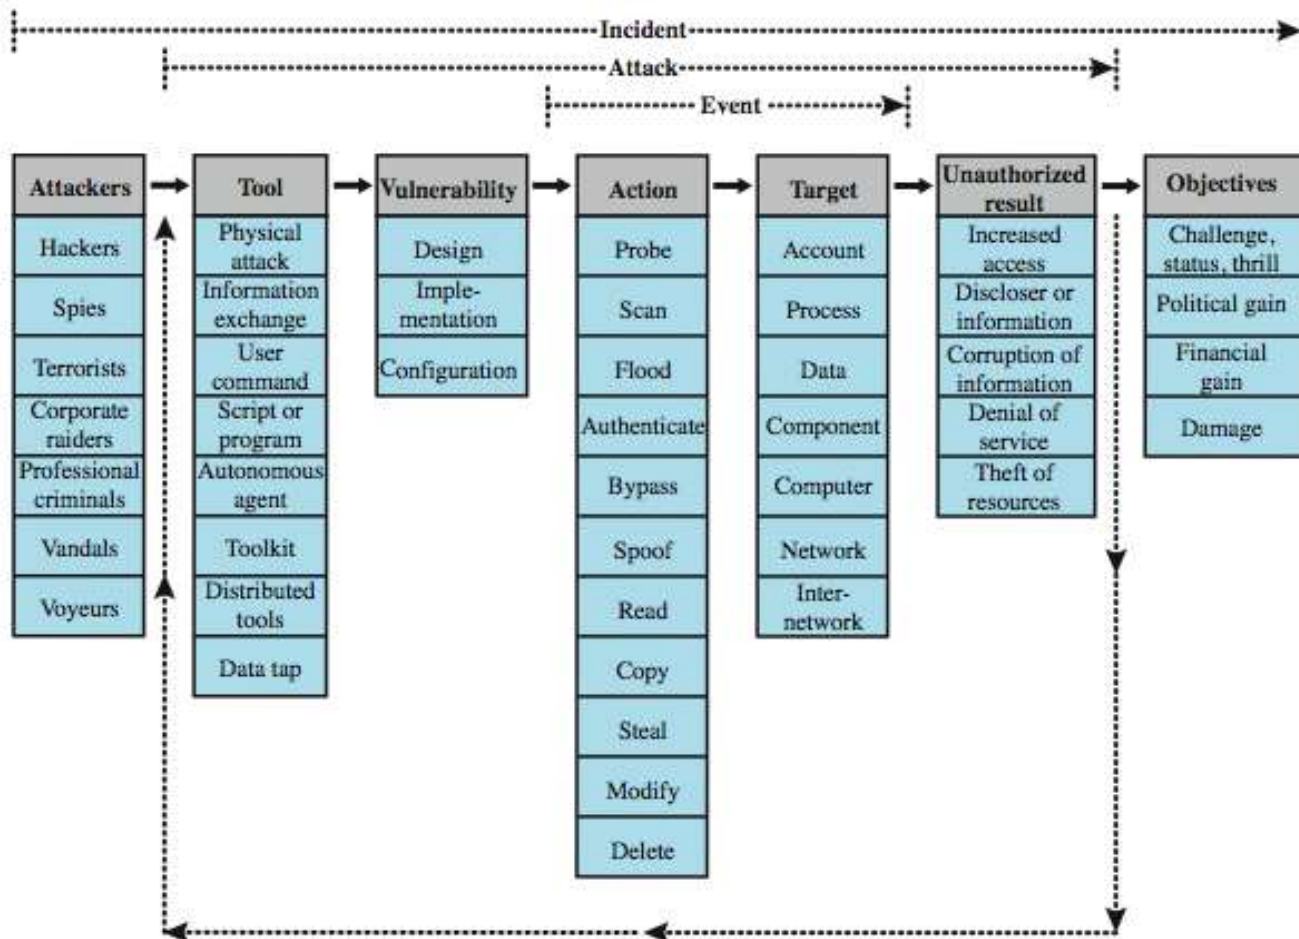 Incident
Attack
Event
Attackers
Hackers
Spies
Terrorists
Corporate
raiders
Professional
criminals
Vandals
Voyeurs
Tool
Physical
attack
Information
exchange
User
command
Script or
program
Autonomous
agent
Toolkit
Distributed
tools
Data tap
Vulnerability
Design
Imple-
mentation
Configuration
Action
Probe
Scan
Flood
Authenticate
Bypass
Spoof
Read
Copy
Steal
Modify
Delete
Target
Account
Process
Data
Component
Computer
Network
Inter-
network
Unauthorized
result
Increased
access
Discloser or
information
Corruption of
information
Denial of
service
Theft of
resources
Objectives
Challenge,
status, thrill
Political gain
Financial
gain
Damage